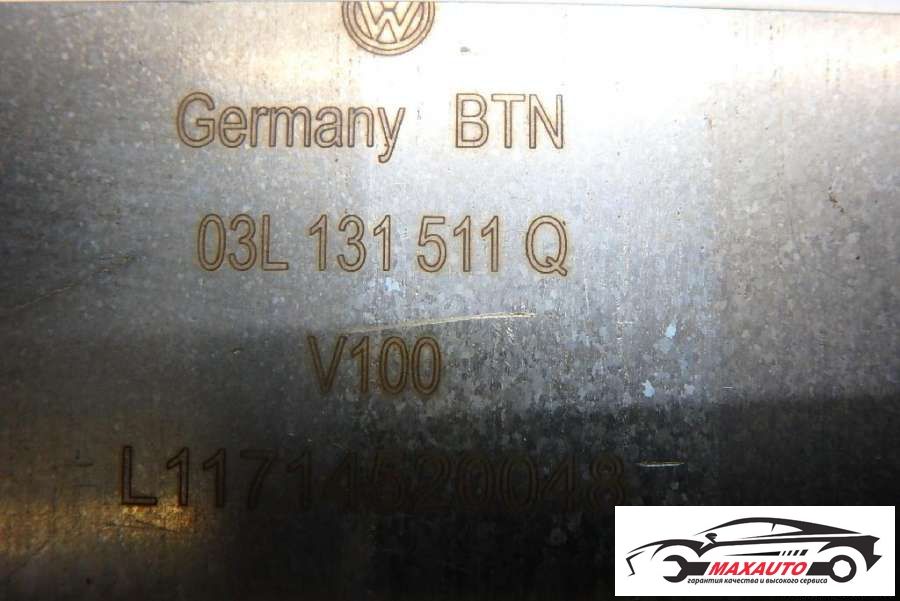 VW
Germany BTN
03L 131 511 Q
V100
L11714520048
MAXAUTO
гарантия качества и высокого сервиса